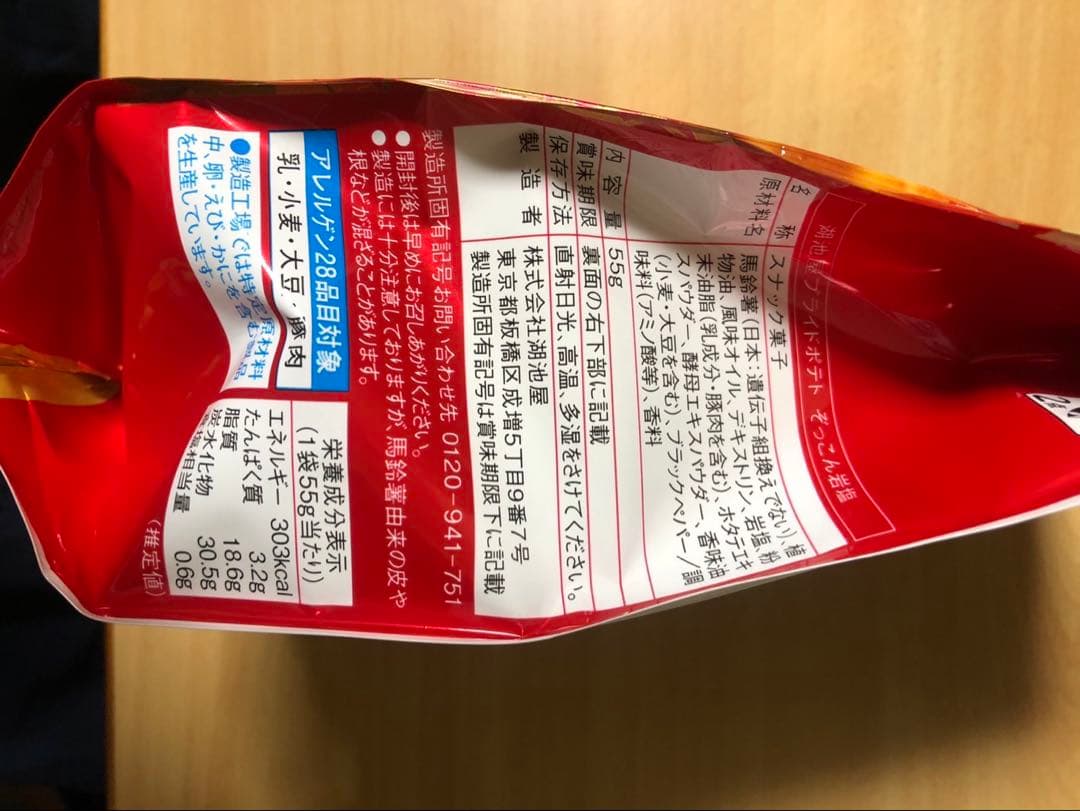 湖池屋プライドポテト ぞっこん岩塩
名称 スナック菓子
原材料名 馬鈴薯(日本:遺伝子組換えでない)、植
物油、風味オイル、デキストリン、岩塩、粉
末油脂(乳成分・豚肉を含む)、ホタテエキ
スパウダー、酵母エキスパウダー、香味油
(小麦・大豆を含む)、ブラックペパー/調
味料(アミノ酸等)、香料
内容量 55g
賞味期限 裏面の右下部に記載
保存方法 直射日光、高温、多湿をさけてください。
製造者 株式会社湖池屋
東京都板橋区成増5丁目9番7号
製造所固有記号は賞味期限下に記載
製造所固有記号お問い合わせ先 0120-941-751
●開封後は早めにお召しあがりください。
●製造には十分注意しておりますが、馬鈴薯由来の皮や
根などが混ざることがあります。
アレルゲン28品目対象
乳・小麦・大豆・豚肉
●製造工場では特定原材料
中、卵・えび・かにを含む製品
を生産しています。
栄養成分表示
(1袋55g当たり)
エネルギー 303kcal
たんぱく質 3.2g
脂質 18.6g
炭水化物 30.5g
相当量 0.6g
(推定値)